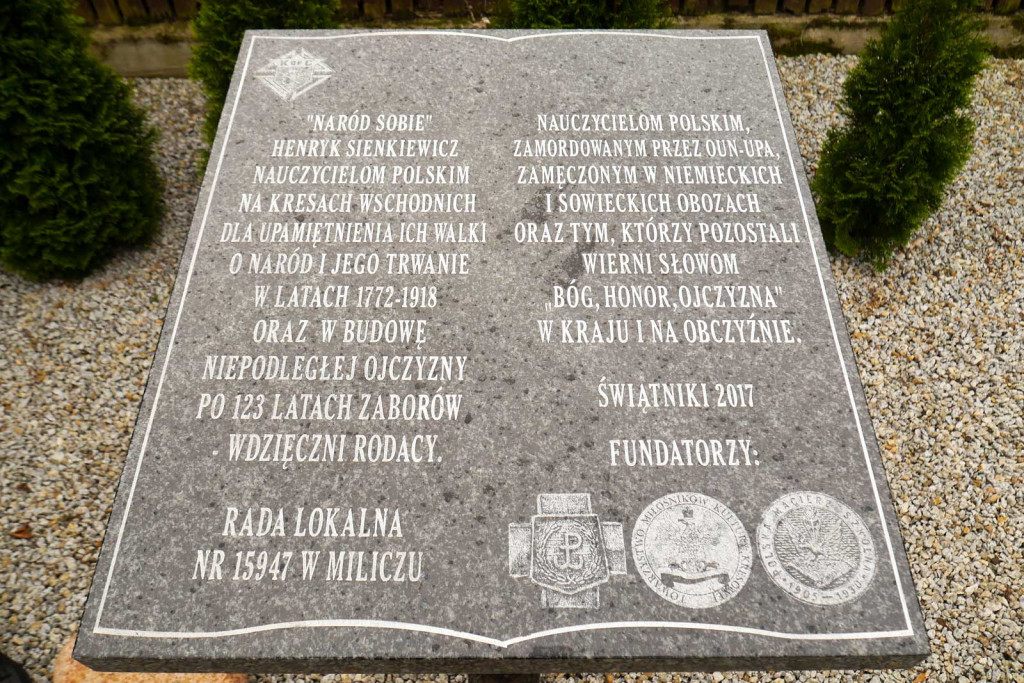 K of C
"NARÓD SOBIE"
HENRYK SIENKIEWICZ
NAUCZYCIELOM POLSKIM
NA KRESACH WSCHODNICH
DLA UPAMIĘTNIENIA ICH WALKI
O NARÓD I JEGO TRWANIE
W LATACH 1772-1918
ORAZ W BUDOWĘ
NIEPODLEGŁEJ OJCZYZNY
PO 123 LATACH ZABORÓW
- WDZIĘCZNI RODACY.
RADA LOKALNA
NR 15947 W MILICZU
NAUCZYCIELOM POLSKIM,
ZAMORDOWANYM PRZEZ OUN-UPA,
ZAMĘCZONYM W NIEMIECKICH
I SOWIECKICH OBOZACH
ORAZ TYM, KTÓRZY POZOSTALI
WIERNI SŁOWOM
„BÓG, HONOR, OJCZYZNA"
W KRAJU I NA OBCZYŹNIE.
ŚWIĄTNIKI 2017
FUNDATORZY:
TOWARZYSTWO MIŁOŚNIKÓW